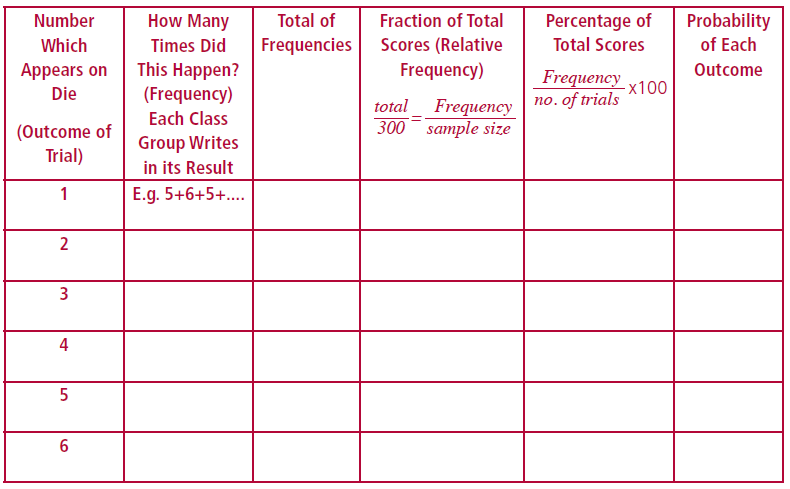 Number
Which
Appears on
Die
(Outcome of
Trial)
How Many
Times Did
This Happen?
(Frequency)
Each Class
Group Writes
in its Result
Total of
Frequencies
Fraction of Total
Scores (Relative
Frequency)
total/300 = Frequency/sample size
Percentage of
Total Scores
Frequency/no. of trials x100
Probability
of Each
Outcome
1
E.g. 5+6+5+....
2
3
4
5
6